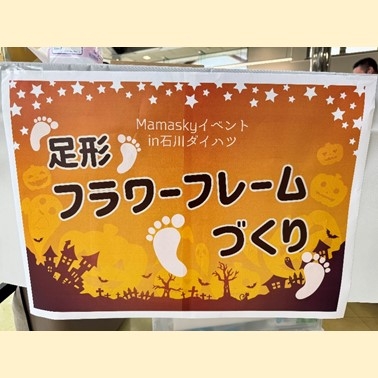 Mamaskyイベント
in石川ダイハツ
足形
フラワーフレーム
づくり